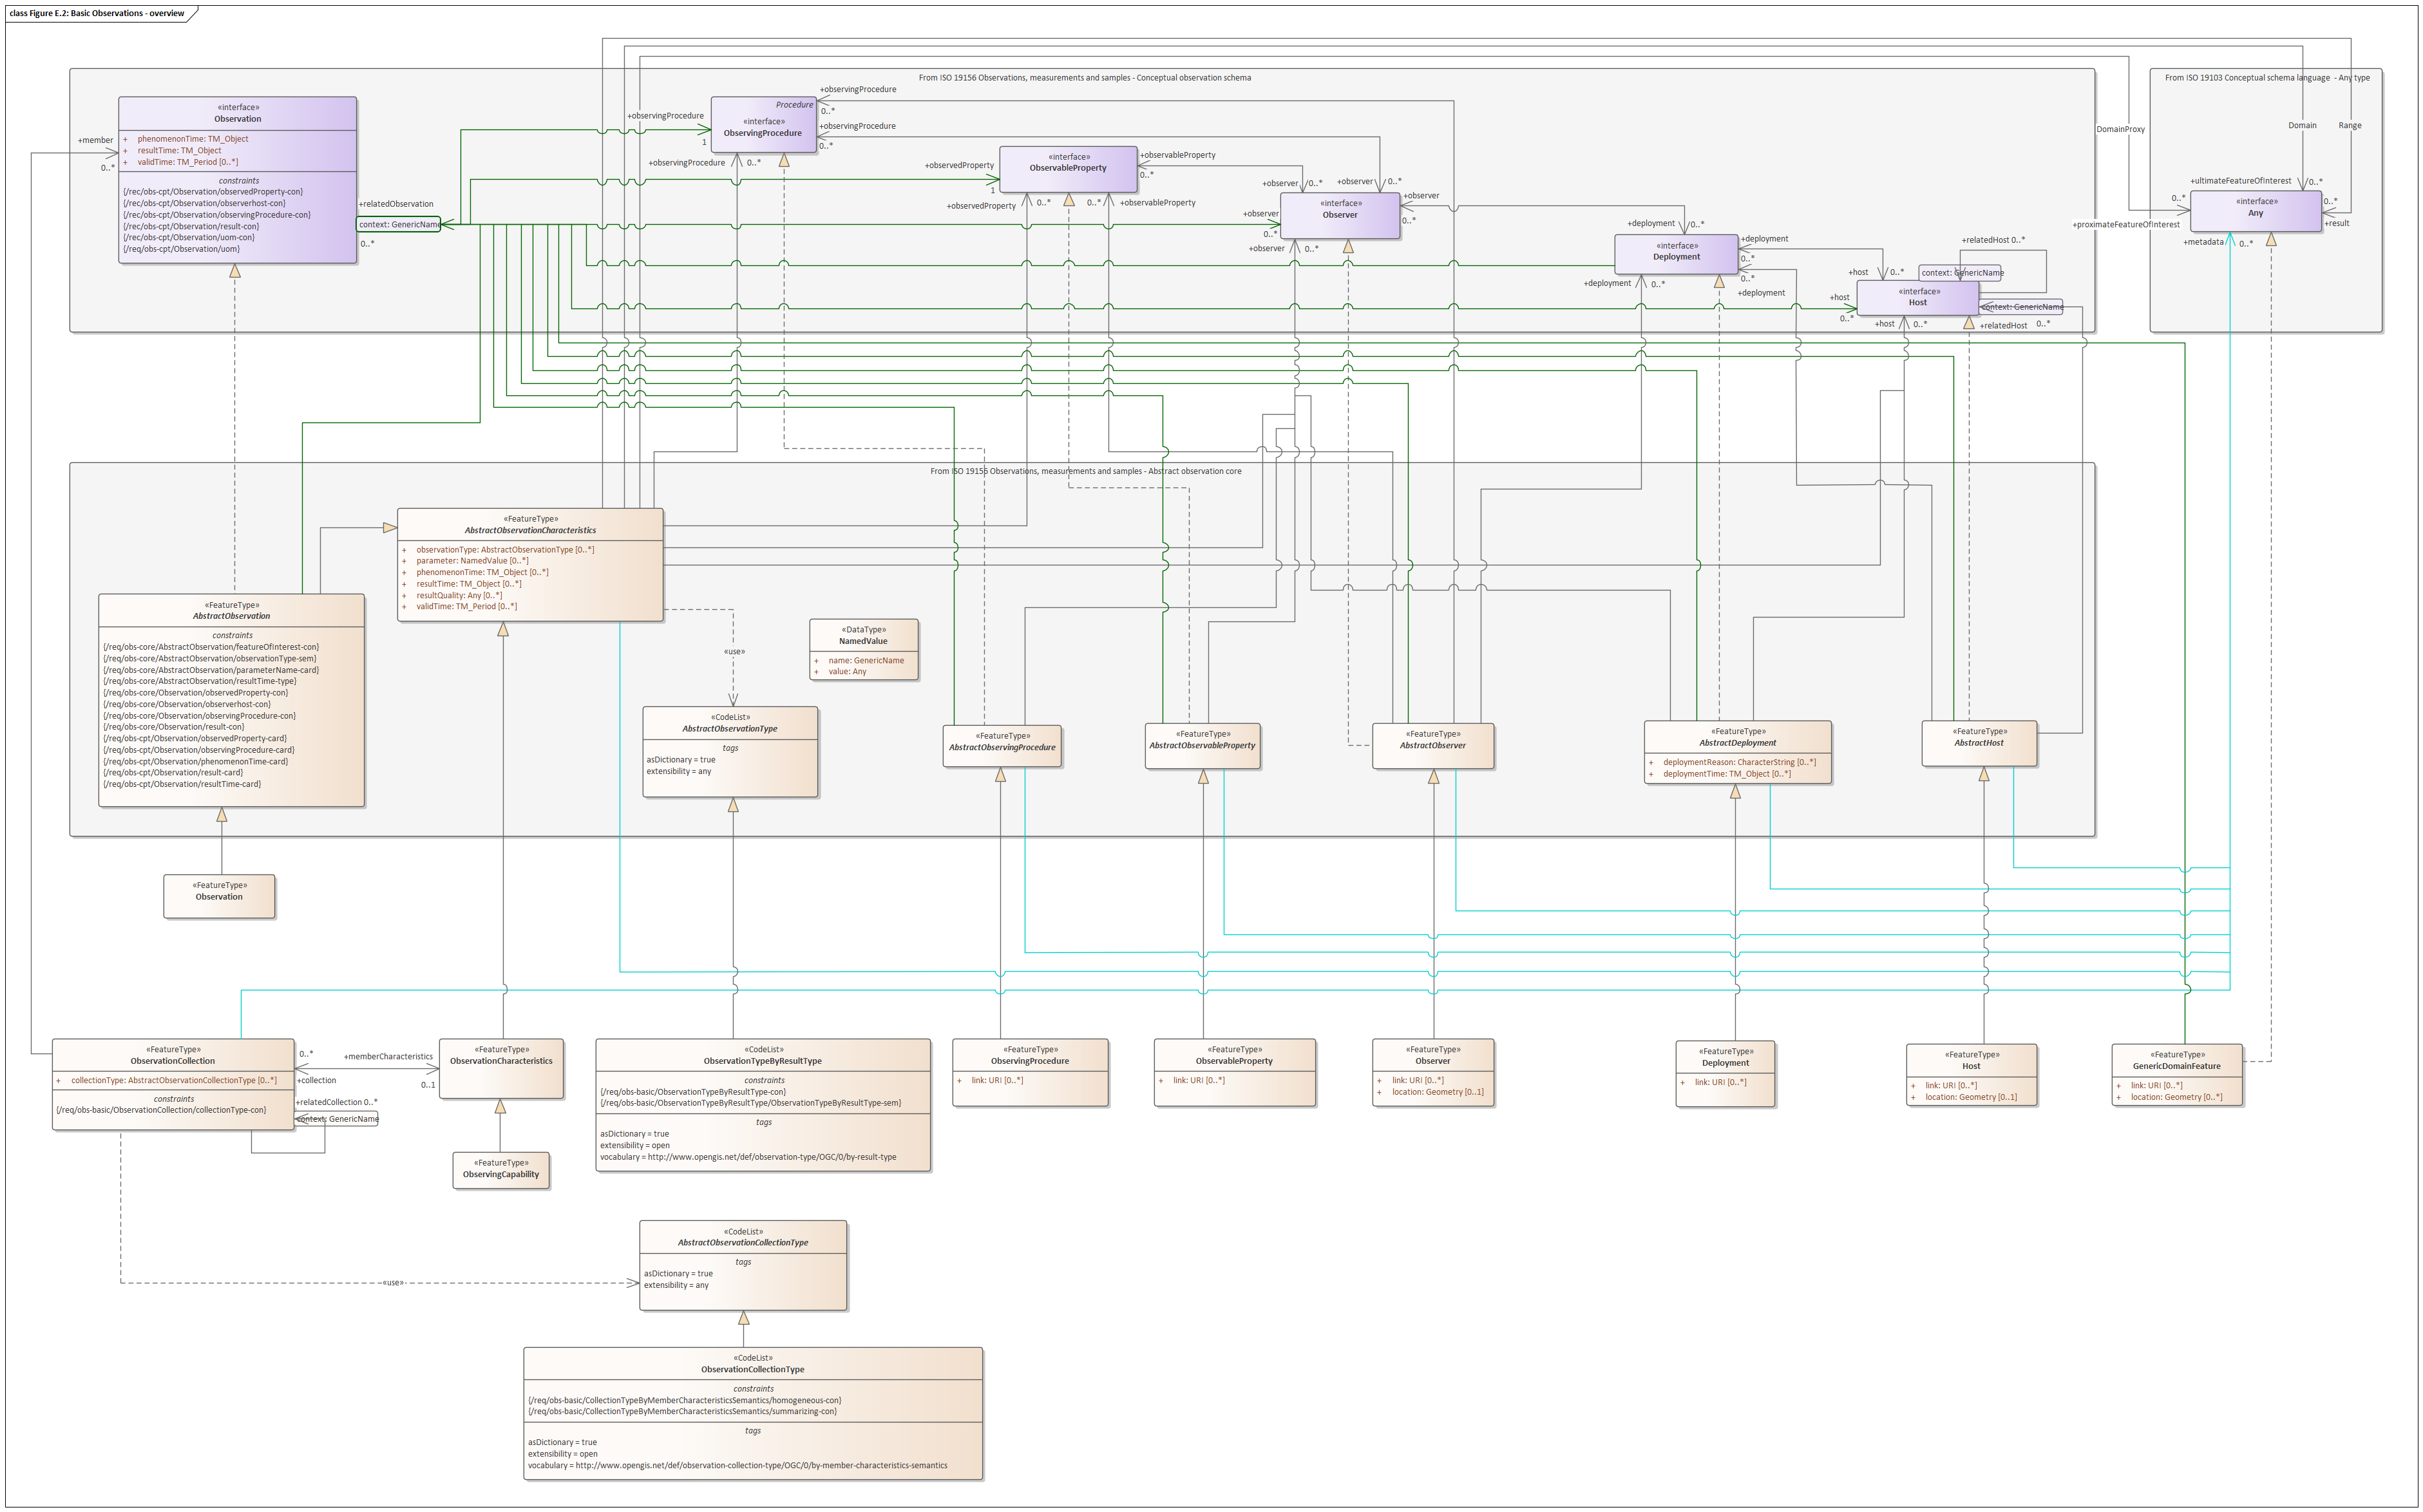 class Figure E.2: Basic Observations - overview
From ISO 19156 Observations, measurements and samples - Conceptual observation schema
From ISO 19103 Conceptual schema language - Any type
«interface»
Observation
+ phenomenonTime: TM_Object
+ resultTime: TM_Object
+ validTime: TM_Period [0..*]
constraints
{/rec/obs-cpt/Observation/observedProperty-con}
{/req/obs-cpt/Observation/observerhost-con}
{/req/obs-cpt/Observation/observingProcedure-con}
{/req/obs-cpt/Observation/result-con}
{/rec/obs-cpt/Observation/uom-con}
{/req/obs-cpt/Observation/uom}
+member
0..*
+relatedObservation
context: GenericName
0..*
Procedure
«interface»
ObservingProcedure
+observingProcedure
1
+observingProcedure
0..*
+observingProcedure
0..*
+observingProcedure
0..*
«interface»
ObservableProperty
+observedProperty
1
+observableProperty
0..*
+observedProperty
0..*
0..*
+observableProperty
«interface»
Observer
+observer
0..*
+observer
0..*
+observer
0..*
+observer
0..*
+observer
0..*
«interface»
Deployment
+deployment
0..*
+deployment
0..*
0..*
+deployment
+deployment
0..*
«interface»
Host
+host
0..*
+relatedHost 0..*
context: GenericName
context: GenericName
+host
0..*
+host
0..*
+relatedHost
0..*
DomainProxy
Domain
Range
«interface»
Any
+ultimateFeatureOfInterest
0..*
0..*
+proximateFeatureOfInterest
0..*
+result
+metadata
0..*
From ISO 19156 Observations, measurements and samples - Abstract observation core
«FeatureType»
AbstractObservationCharacteristics
+ observationType: AbstractObservationType [0..*]
+ parameter: NamedValue [0..*]
+ phenomenonTime: TM_Object [0..*]
+ resultTime: TM_Object [0..*]
+ resultQuality: Any [0..*]
+ validTime: TM_Period [0..*]
«FeatureType»
AbstractObservation
constraints
{/req/obs-core/AbstractObservation/featureOfInterest-con}
{/req/obs-core/AbstractObservation/observationType-sem}
{/req/obs-core/AbstractObservation/parameterName-card}
{/req/obs-core/AbstractObservation/resultTime-type}
{/req/obs-core/Observation/observedProperty-con}
{/req/obs-core/Observation/observerhost-con}
{/req/obs-core/Observation/observingProcedure-con}
{/req/obs-core/Observation/result-con}
{/req/obs-cpt/Observation/observedProperty-card}
{/req/obs-cpt/Observation/observingProcedure-card}
{/req/obs-cpt/Observation/phenomenonTime-card}
{/req/obs-cpt/Observation/result-card}
{/req/obs-cpt/Observation/resultTime-card}
«use»
«DataType»
NamedValue
+ name: GenericName
+ value: Any
«CodeList»
AbstractObservationType
tags
asDictionary = true
extensibility = any
«FeatureType»
AbstractObservingProcedure
«FeatureType»
AbstractObservableProperty
«FeatureType»
AbstractObserver
«FeatureType»
AbstractDeployment
+ deploymentReason: CharacterString [0..*]
+ deploymentTime: TM_Object [0..*]
«FeatureType»
AbstractHost
«FeatureType»
Observation
«FeatureType»
ObservationCollection
+ collectionType: AbstractObservationCollectionType [0..*]
constraints
{/req/obs-basic/ObservationCollection/collectionType-con}
0..*
+memberCharacteristics
+collection
0..1
+relatedCollection 0..*
context: GenericName
«FeatureType»
ObservationCharacteristics
«FeatureType»
ObservingCapability
«CodeList»
ObservationTypeByResultType
constraints
{/req/obs-basic/ObservationTypeByResultType-con}
{/req/obs-basic/ObservationTypeByResultType/ObservationTypeByResultType-sem}
tags
asDictionary = true
extensibility = open
vocabulary = http://www.opengis.net/def/observation-type/OGC/0/by-result-type
«FeatureType»
ObservingProcedure
+ link: URI [0..*]
«FeatureType»
ObservableProperty
+ link: URI [0..*]
«FeatureType»
Observer
+ link: URI [0..*]
+ location: Geometry [0..1]
«FeatureType»
Deployment
+ link: URI [0..*]
«FeatureType»
Host
+ link: URI [0..*]
+ location: Geometry [0..1]
«FeatureType»
GenericDomainFeature
+ link: URI [0..*]
+ location: Geometry [0..*]
«use»
«CodeList»
AbstractObservationCollectionType
tags
asDictionary = true
extensibility = any
«CodeList»
ObservationCollectionType
constraints
{/req/obs-basic/CollectionTypeByMemberCharacteristicsSemantics/homogeneous-con}
{/req/obs-basic/CollectionTypeByMemberCharacteristicsSemantics/summarizing-con}
tags
asDictionary = true
extensibility = open
vocabulary = http://www.opengis.net/def/observation-collection-type/OGC/0/by-member-characteristics-semantics